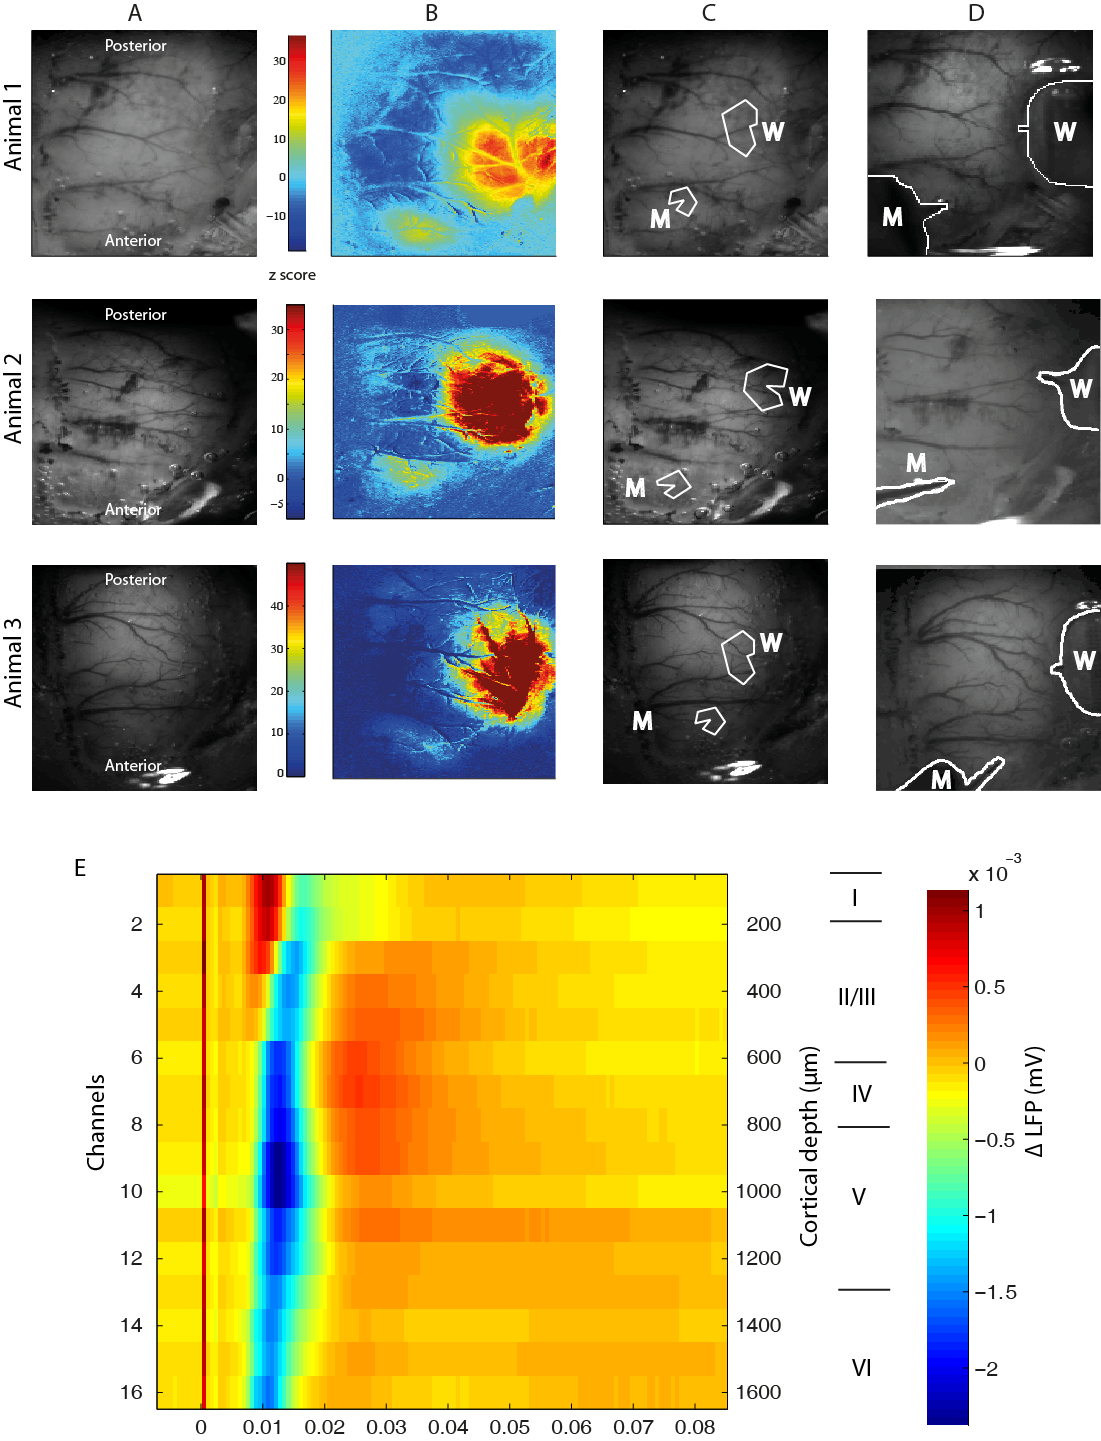 A B C D
Animal 1
Posterior
Anterior
30
20
10
0
−10
z score
W
M
W
M
Animal 2
Posterior
Anterior
30
20
10
0
−5
W
M
W
M
Animal 3
Posterior
Anterior
40
30
20
10
0
W
M
W
M
E
Channels
2
4
6
8
10
12
14
16
0 0.01 0.02 0.03 0.04 0.05 0.06 0.07 0.08
200
400
600
800
1000
1200
1400
1600
Cortical depth (µm)
I
II/III
IV
V
VI
x 10⁻³
1
0.5
0
−0.5
−1
−1.5
−2
Δ LFP (mV)